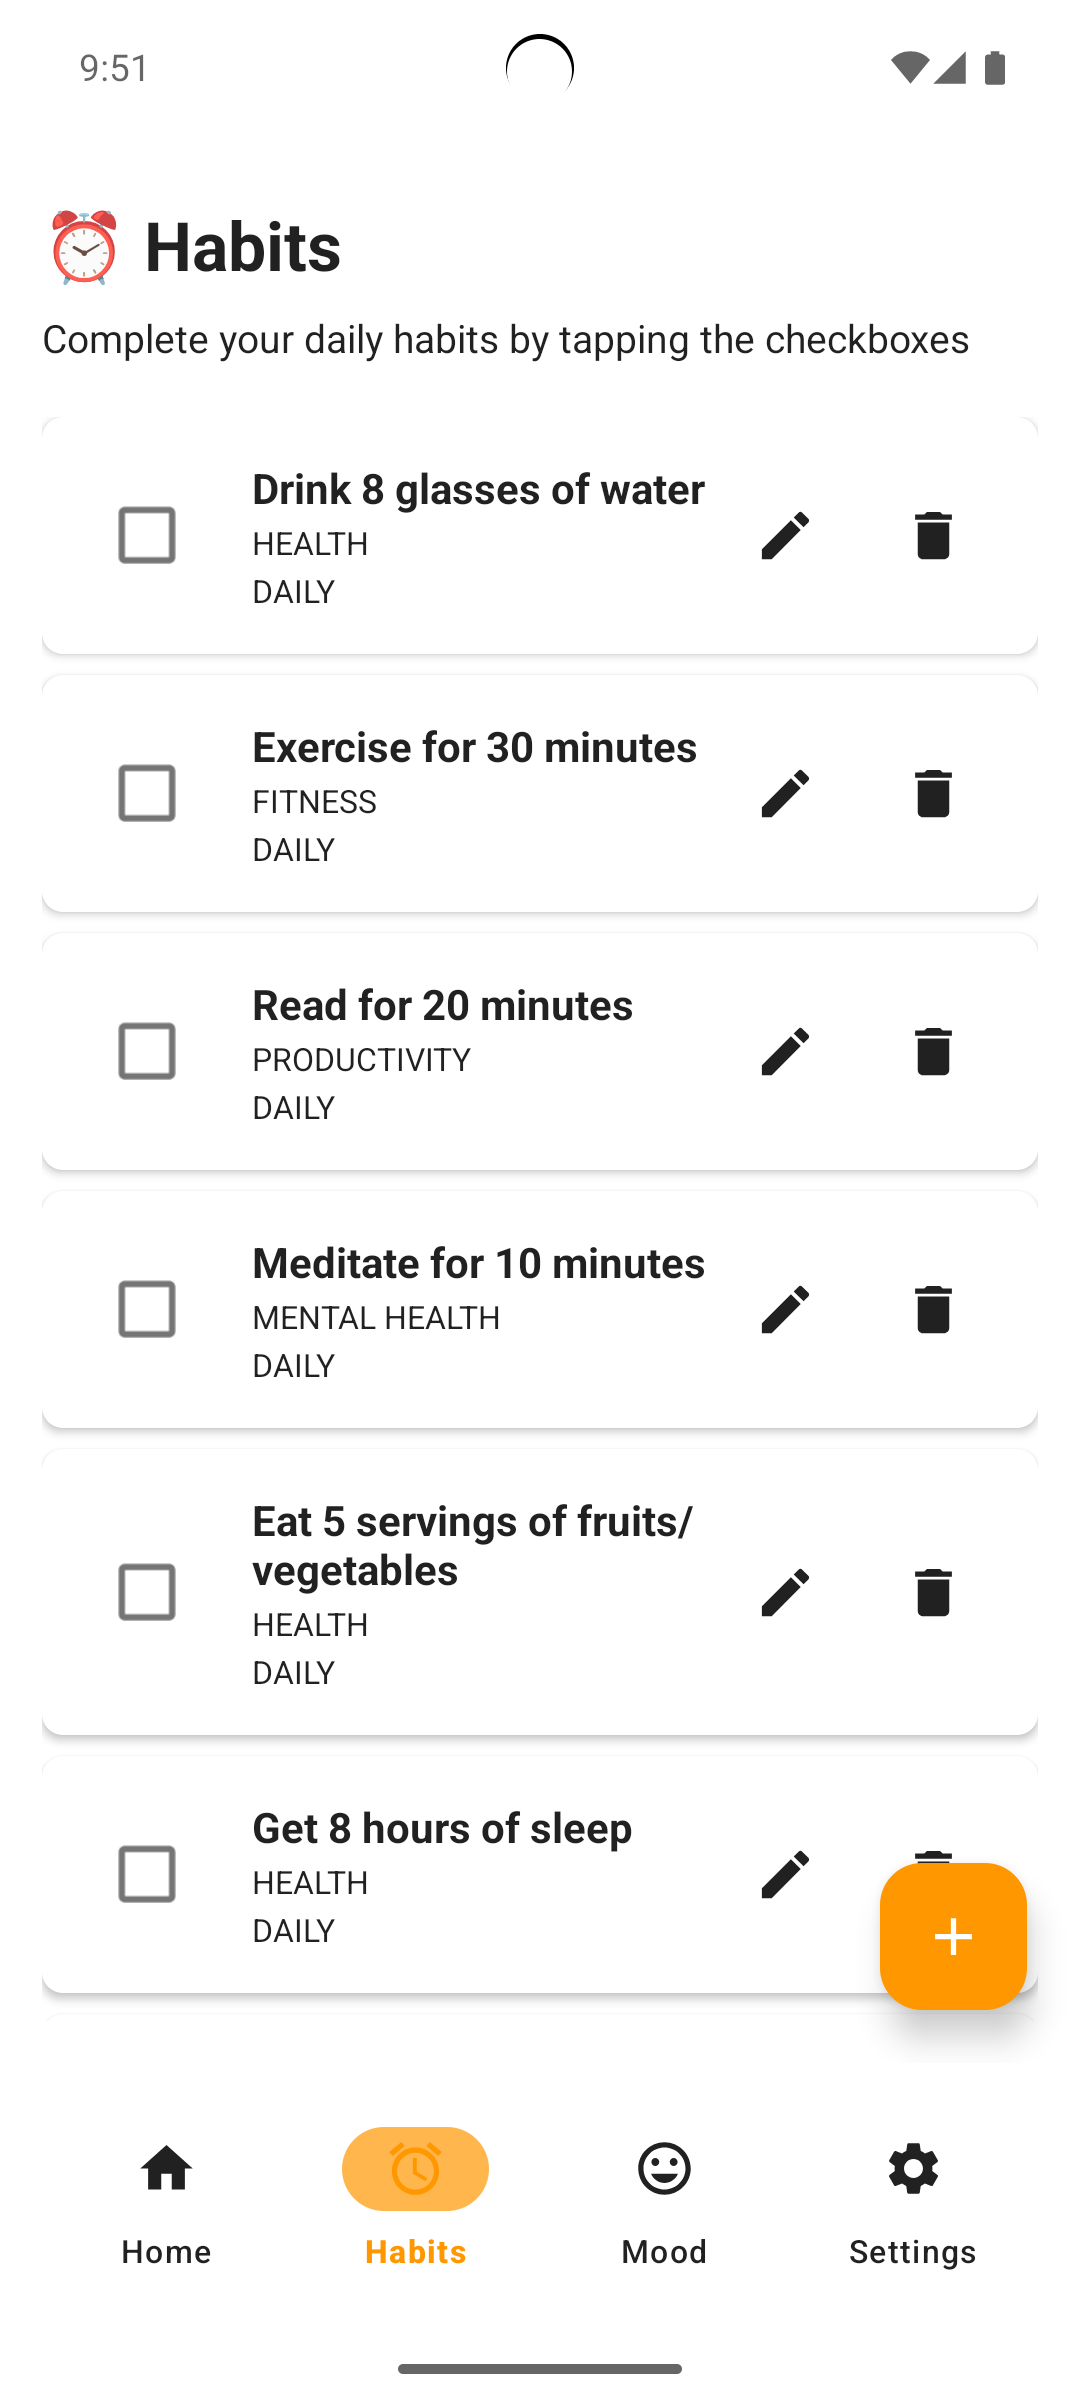 9:51
Habits
Complete your daily habits by tapping the checkboxes
Drink 8 glasses of water
HEALTH
DAILY
Exercise for 30 minutes
FITNESS
DAILY
Read for 20 minutes
PRODUCTIVITY
DAILY
Meditate for 10 minutes
MENTAL HEALTH
DAILY
Eat 5 servings of fruits/
vegetables
HEALTH
DAILY
Get 8 hours of sleep
HEALTH
DAILY
Home
Habits
Mood
Settings